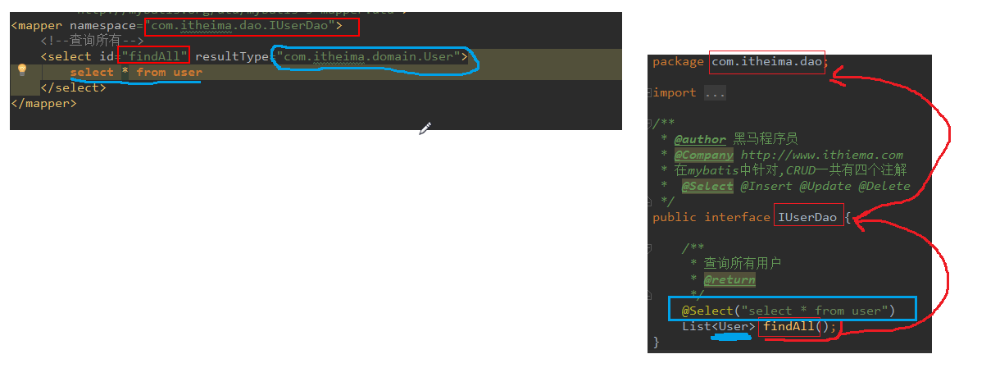 <mapper namespace="com.itheima.dao.IUserDao">
<!--查询所有-->
<select id="findAll" resultType="com.itheima.domain.User">
select * from user
</select>
</mapper>
package com.itheima.dao;
import ...
/**
* @author 黑马程序员
* @Company http://www.ithiema.com
* 在mybatis中针对,CRUD一共有四个注解
* @Select @Insert @Update @Delete
*/
public interface IUserDao {
/**
* 查询所有用户
* @return
*/
@Select("select * from user")
List<User> findAll();
}